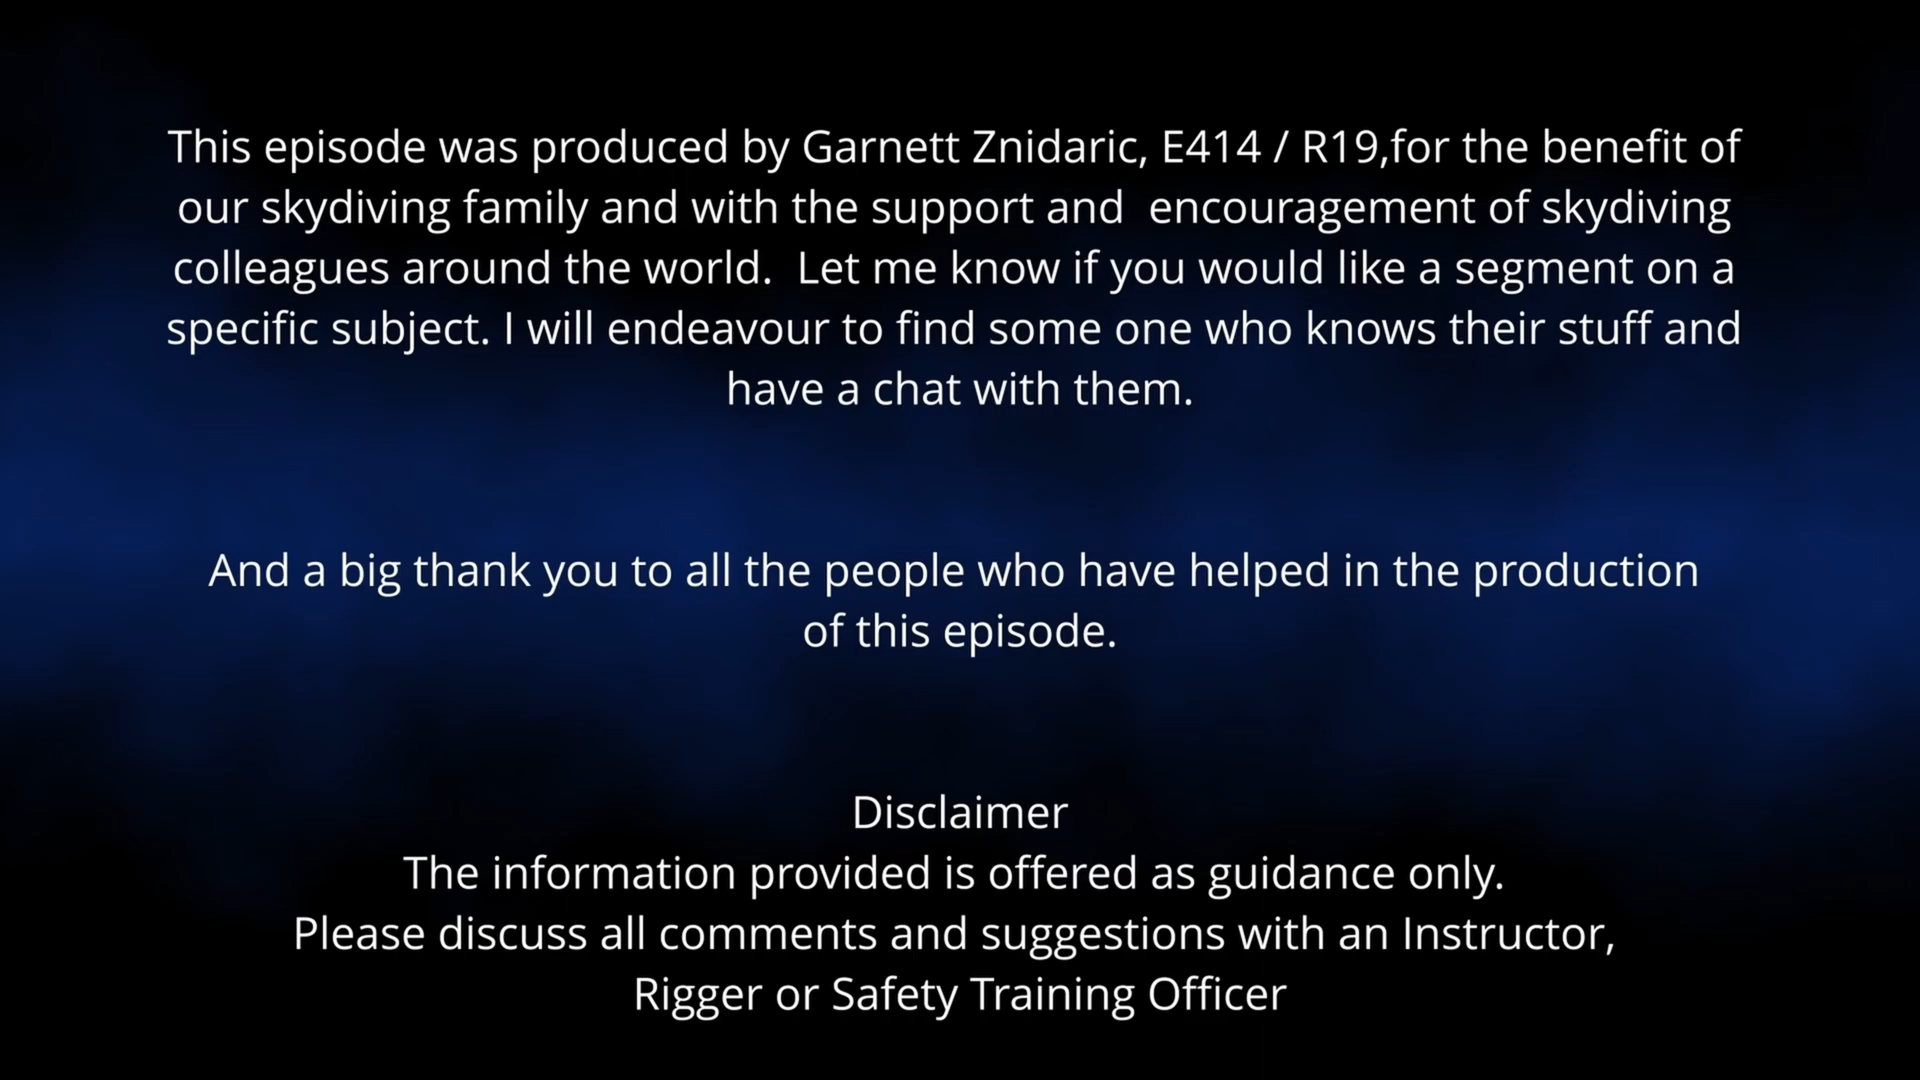 This episode was produced by Garnett Znidaric, E414 / R19,for the benefit of
our skydiving family and with the support and  encouragement of skydiving
colleagues around the world.  Let me know if you would like a segment on a
specific subject. I will endeavour to find some one who knows their stuff and
have a chat with them.
And a big thank you to all the people who have helped in the production
of this episode.
Disclaimer
The information provided is offered as guidance only.
Please discuss all comments and suggestions with an Instructor,
Rigger or Safety Training Officer